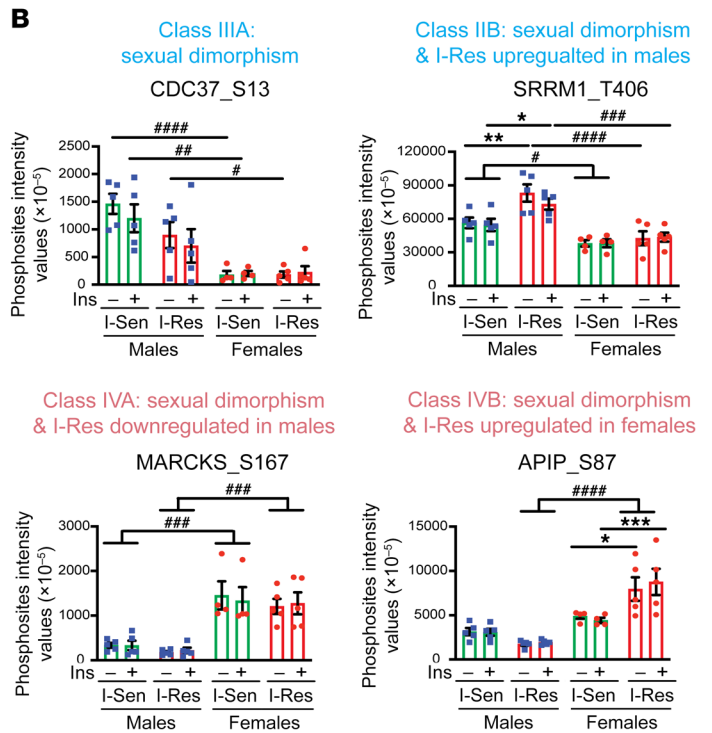 B
Class IIIA:
sexual dimorphism
CDC37_S13
Phosphosites intensity
values (×10⁻⁵)
2500
2000
1500
1000
500
0
####
##
#
Ins – + – + – + – +
I-Sen I-Res I-Sen I-Res
Males Females
Class IIB: sexual dimorphism
& I-Res upregualted in males
SRRM1_T406
Phosphosites intensity
values (×10⁻⁵)
120000
90000
60000
30000
0
* ###
** ####
#
Ins – + – + – + – +
I-Sen I-Res I-Sen I-Res
Males Females
Class IVA: sexual dimorphism
& I-Res downregulated in males
MARCKS_S167
Phosphosites intensity
values (×10⁻⁵)
3000
2000
1000
0
###
###
Ins – + – + – + – +
I-Sen I-Res I-Sen I-Res
Males Females
Class IVB: sexual dimorphism
& I-Res upregulated in females
APIP_S87
Phosphosites intensity
values (×10⁻⁵)
15000
10000
5000
0
####
***
*
Ins – + – + – + – +
I-Sen I-Res I-Sen I-Res
Males Females